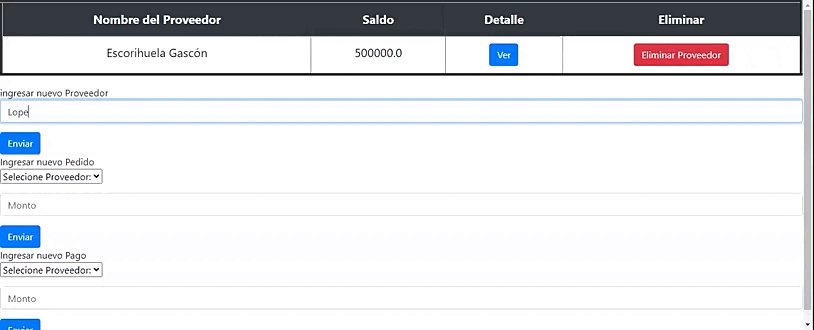 Nombre del Proveedor Saldo Detalle Eliminar
Escorihuela Gascón 500000.0 Ver Eliminar Proveedor
ingresar nuevo Proveedor
Lope
Enviar
Ingresar nuevo Pedido
Selecione Proveedor:
Monto
Enviar
Ingresar nuevo Pago
Selecione Proveedor:
Monto
Enviar